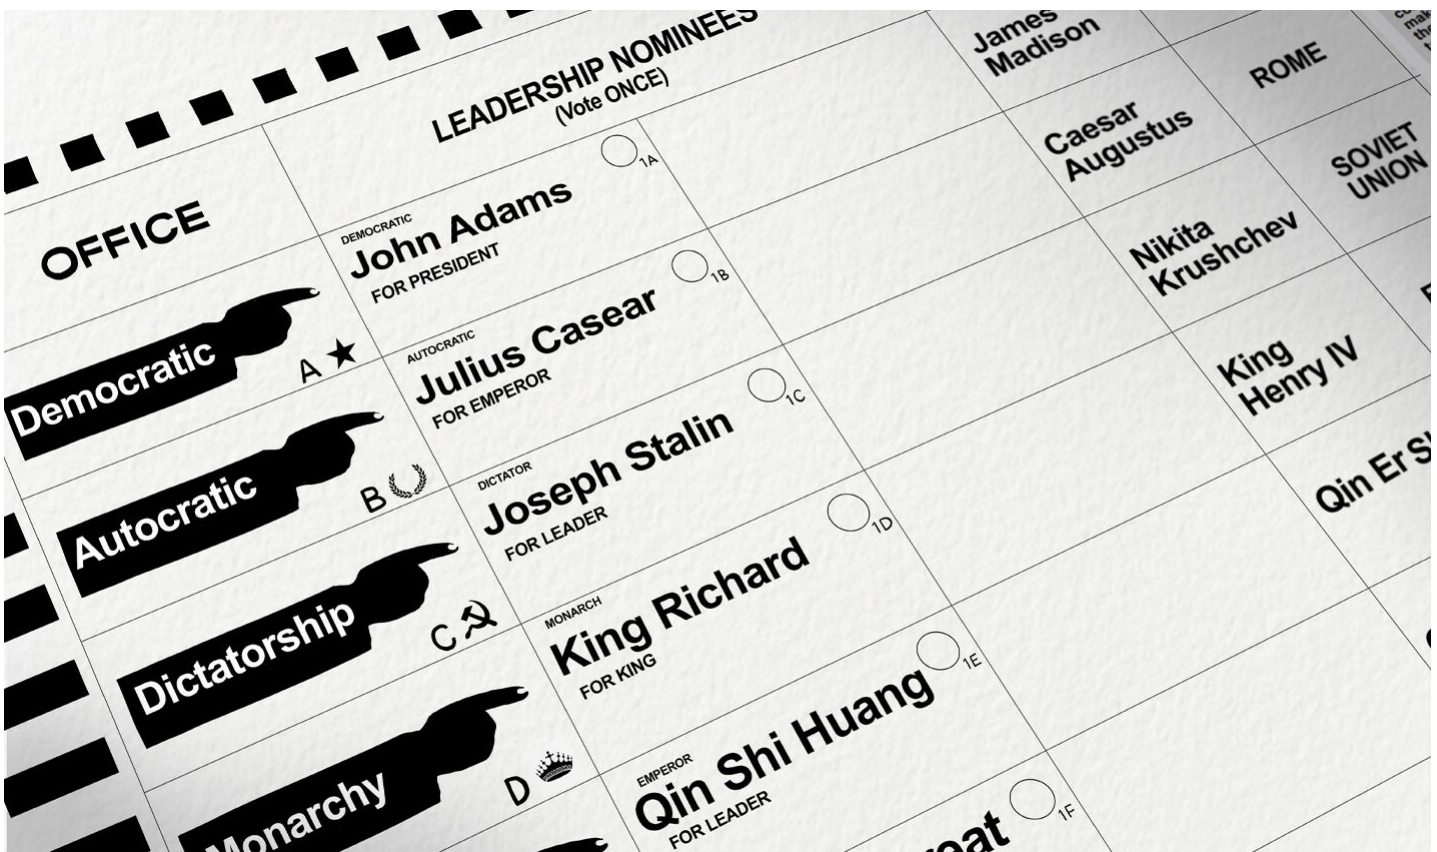 LEADERSHIP NOMINEES
(Vote ONCE)
OFFICE
Democratic
A
DEMOCRATIC
John Adams
FOR PRESIDENT
1A
Autocratic
B
AUTOCRATIC
Julius Casear
FOR EMPEROR
1B
Dictatorship
C
DICTATOR
Joseph Stalin
FOR LEADER
1C
Monarchy
D
MONARCH
King Richard
FOR KING
1D
EMPEROR
Qin Shi Huang
FOR LEADER
1E
1F
James
Madison
Caesar
Augustus
ROME
Nikita
Krushchev
SOVIET
UNION
King
Henry IV
Qin Er